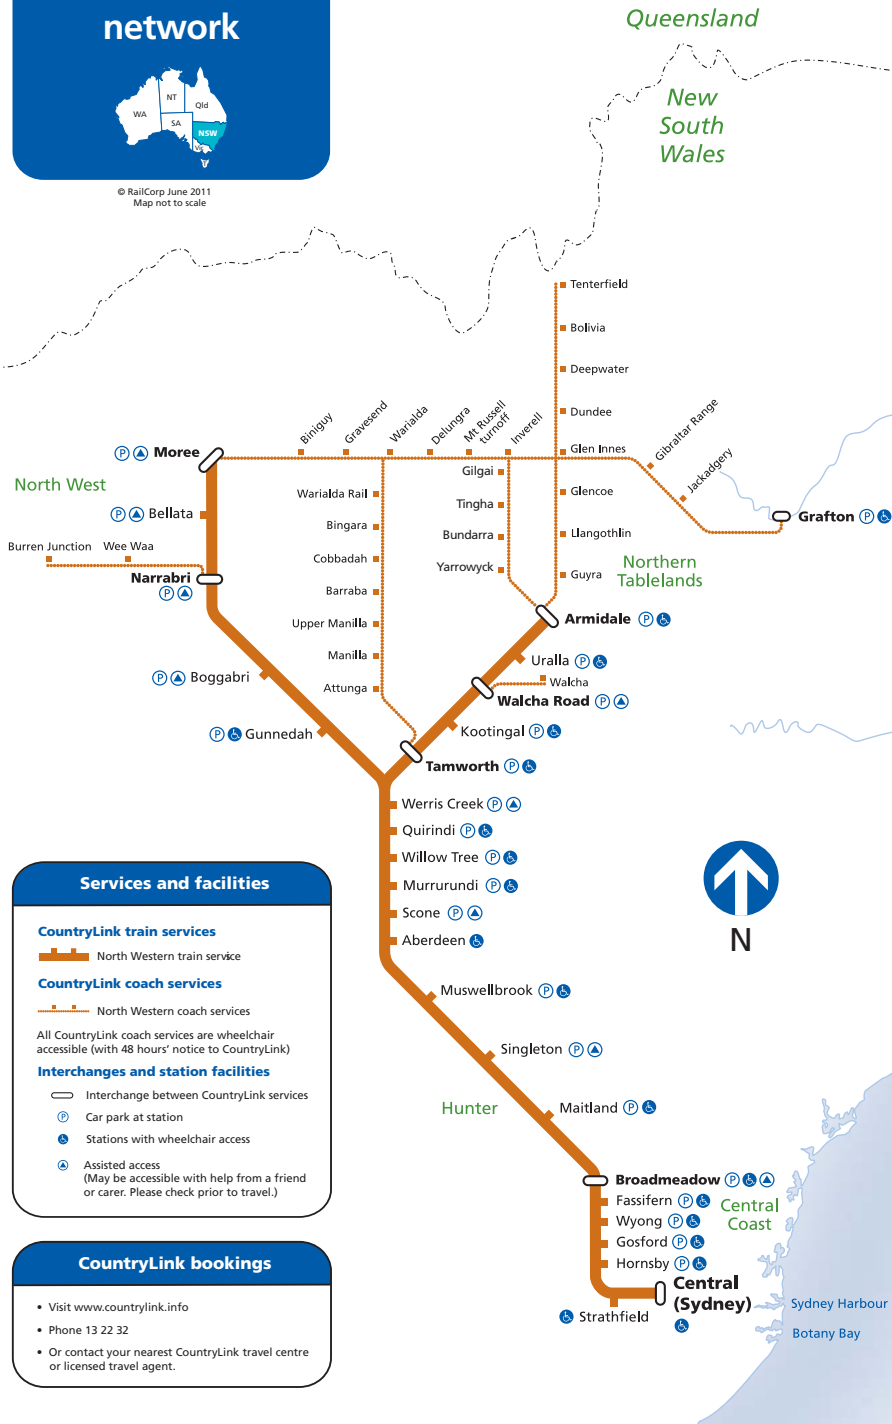 network
WA
NT
Qld
SA
NSW
© RailCorp June 2011
Map not to scale
Queensland
New
South
Wales
Tenterfield
Bolivia
Deepwater
Dundee
Glen Innes
Biniguy
Gravesend
Warialda
Delungra
Mt Russell
turnoff
Inverell
Gibraltar Range
Jackadgery
P Moree
North West
P Bellata
Burren Junction
Wee Waa
Narrabri
P
Warialda Rail
Bingara
Cobbadah
Barraba
Upper Manilla
Manilla
Attunga
Gilgai
Tingha
Bundarra
Yarrowyck
Glencoe
Llangothlin
Guyra
Grafton P
Northern
Tablelands
Armidale P
Uralla P
Walcha
Walcha Road P
P Boggabri
P Gunnedah
Kootingal P
Tamworth P
Werris Creek P
Quirindi P
Willow Tree P
Murrurundi P
Scone P
Aberdeen
Muswellbrook P
Singleton P
Hunter
Maitland P
Broadmeadow P
Fassifern P
Wyong P
Gosford P
Hornsby P
Central
Coast
Central
(Sydney)
Strathfield
Sydney Harbour
Botany Bay
N
Services and facilities
CountryLink train services
North Western train service
CountryLink coach services
North Western coach services
All CountryLink coach services are wheelchair
accessible (with 48 hours’ notice to CountryLink)
Interchanges and station facilities
Interchange between CountryLink services
P Car park at station
Stations with wheelchair access
Assisted access
(May be accessible with help from a friend
or carer. Please check prior to travel.)
CountryLink bookings
• Visit www.countrylink.info
• Phone 13 22 32
• Or contact your nearest CountryLink travel centre
or licensed travel agent.